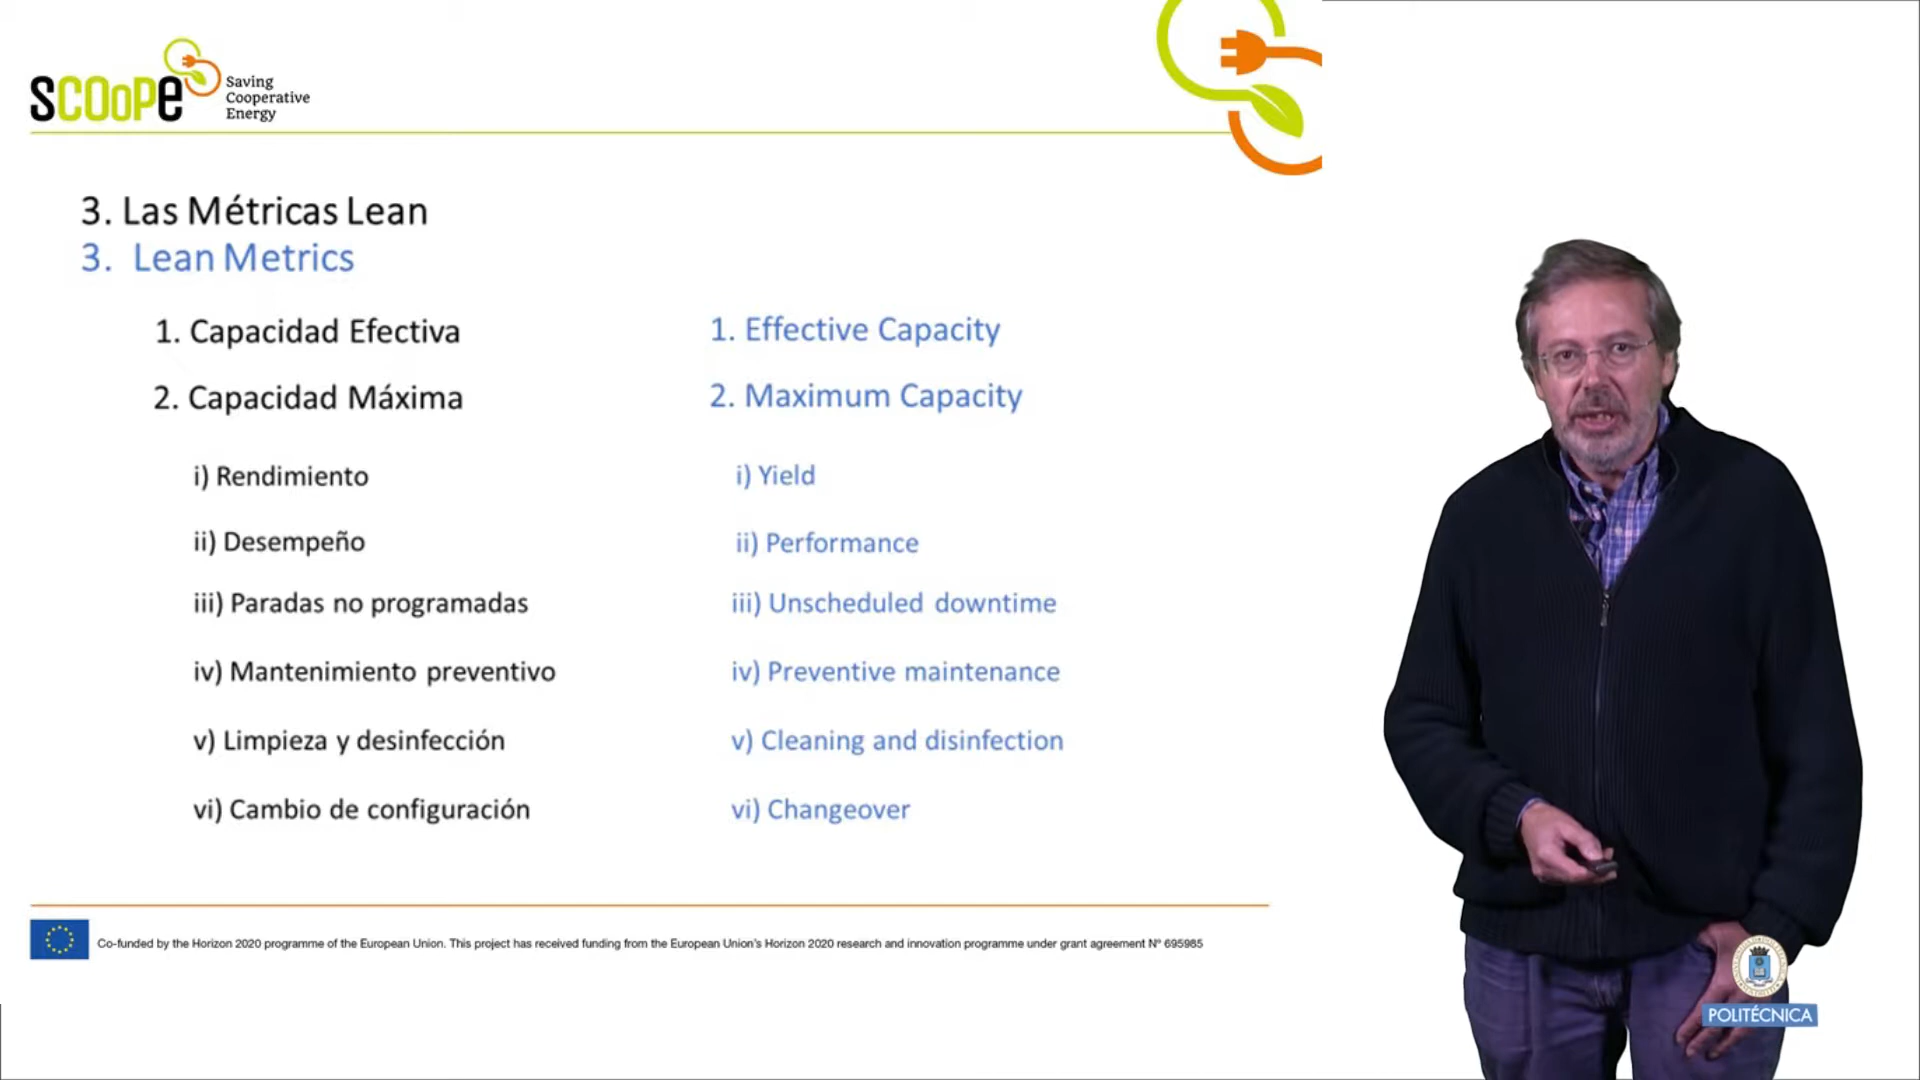 scoope
Saving
Cooperative
Energy
3. Las Métricas Lean
3. Lean Metrics
1. Capacidad Efectiva
1. Effective Capacity
2. Capacidad Máxima
2. Maximum Capacity
i) Rendimiento
i) Yield
ii) Desempeño
ii) Performance
iii) Paradas no programadas
iii) Unscheduled downtime
iv) Mantenimiento preventivo
iv) Preventive maintenance
v) Limpieza y desinfección
v) Cleaning and disinfection
vi) Cambio de configuración
vi) Changeover
Co-funded by the Horizon 2020 programme of the European Union. This project has received funding from the European Union's Horizon 2020 research and innovation programme under grant agreement Nº 695985
POLITÉCNICA